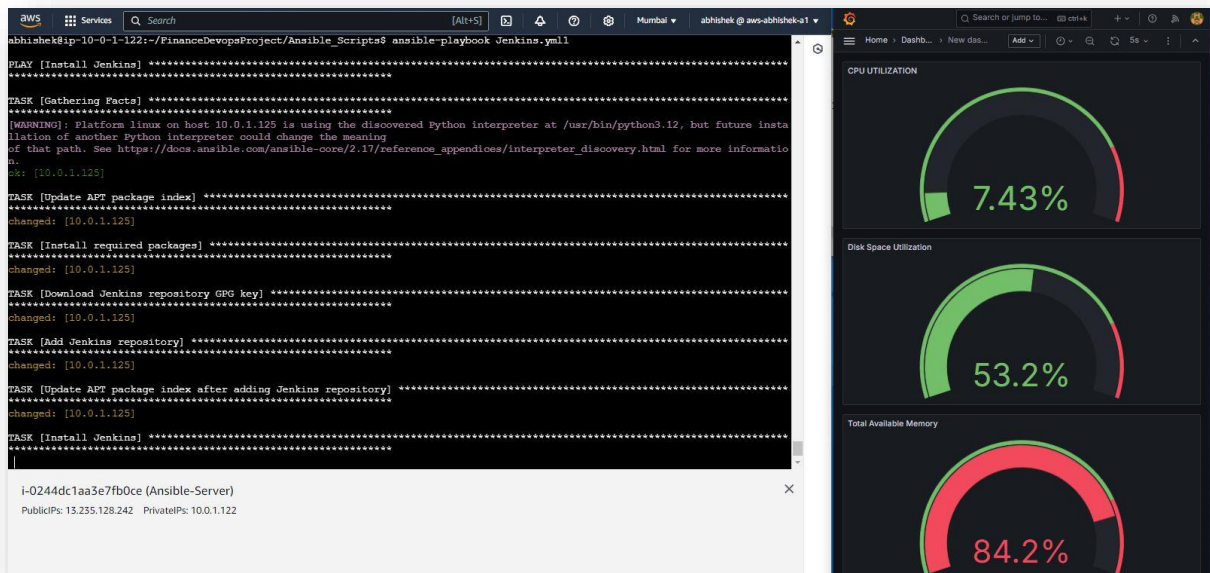 aws
Services
Search
[Alt+S]
Mumbai
abhishek @ aws-abhishek-a1
abhishek@ip-10-0-1-122:~/FinanceDevopsProject/Ansible_Scripts$ ansible-playbook Jenkins.ymll
PLAY [Install Jenkins] *********************************************************************************************************
****************************************************************
TASK [Gathering Facts] *********************************************************************************************************
****************************************************************
[WARNING]: Platform linux on host 10.0.1.125 is using the discovered Python interpreter at /usr/bin/python3.12, but future insta
llation of another Python interpreter could change the meaning
of that path. See https://docs.ansible.com/ansible-core/2.17/reference_appendices/interpreter_discovery.html for more informatio
n.
ok: [10.0.1.125]
TASK [Update APT package index] ************************************************************************************************
****************************************************************
changed: [10.0.1.125]
TASK [Install required packages] ***********************************************************************************************
****************************************************************
changed: [10.0.1.125]
TASK [Download Jenkins repository GPG key] *************************************************************************************
****************************************************************
changed: [10.0.1.125]
TASK [Add Jenkins repository] **************************************************************************************************
****************************************************************
changed: [10.0.1.125]
TASK [Update APT package index after adding Jenkins repository] ****************************************************************
****************************************************************
changed: [10.0.1.125]
TASK [Install Jenkins] *********************************************************************************************************
****************************************************************
i-0244dc1aa3e7fb0ce (Ansible-Server)
PublicIPs: 13.235.128.242 PrivateIPs: 10.0.1.122
Search or jump to... ctrl+k
Home › Dashb... › New das...
Add
5s
CPU UTILIZATION
7.43%
Disk Space Utilization
53.2%
Total Available Memory
84.2%